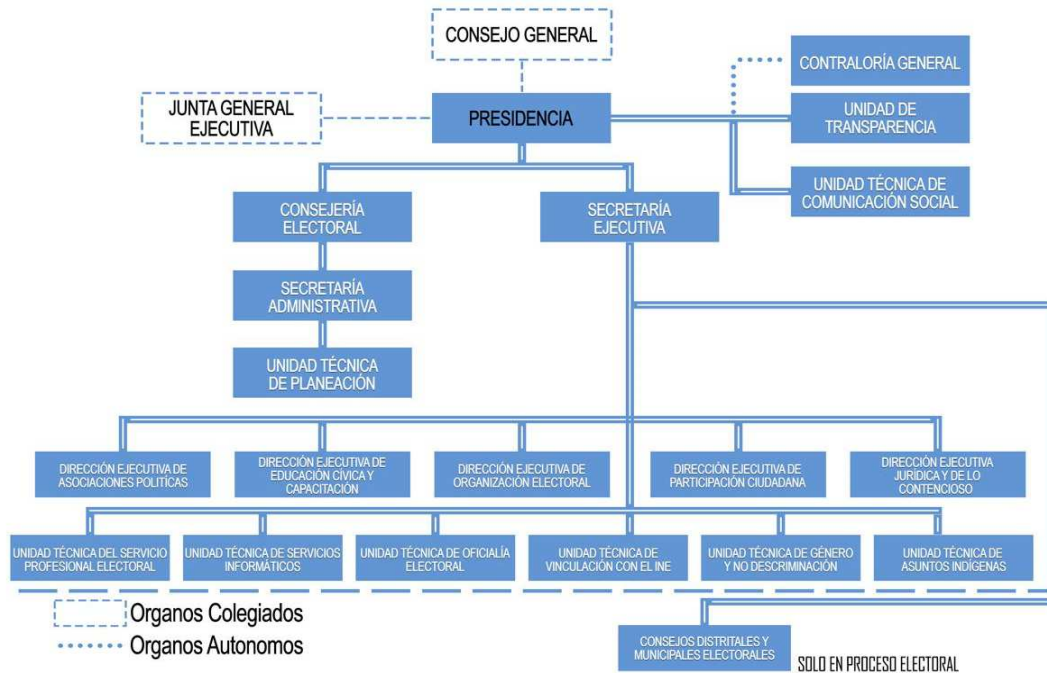 CONSEJO GENERAL
CONTRALORÍA GENERAL
JUNTA GENERAL
EJECUTIVA
PRESIDENCIA
UNIDAD DE
TRANSPARENCIA
UNIDAD TÉCNICA DE
COMUNICACIÓN SOCIAL
CONSEJERÍA
ELECTORAL
SECRETARÍA
EJECUTIVA
SECRETARÍA
ADMINISTRATIVA
UNIDAD TÉCNICA
DE PLANEACIÓN
DIRECCIÓN EJECUTIVA DE
ASOCIACIONES POLITÍCAS
DIRECCIÓN EJECUTIVA DE
EDUCACIÓN CÍVICA Y
CAPACITACIÓN
DIRECCIÓN EJECUTIVA DE
ORGANIZACIÓN ELECTORAL
DIRECCIÓN EJECUTIVA DE
PARTICIPACIÓN CIUDADANA
DIRECCIÓN EJECUTIVA
JURÍDICA Y DE LO
CONTENCIOSO
UNIDAD TÉCNICA DEL SERVICIO
PROFESIONAL ELECTORAL
UNIDAD TÉCNICA DE SERVICIOS
INFORMÁTICOS
UNIDAD TÉCNICA DE OFICIALÍA
ELECTORAL
UNIDAD TÉCNICA DE
VINCULACIÓN CON EL INE
UNIDAD TÉCNICA DE GÉNERO
Y NO DESCRIMINACIÓN
UNIDAD TÉCNICA DE
ASUNTOS INDÍGENAS
Organos Colegiados
Organos Autonomos
CONSEJOS DISTRITALES Y
MUNICIPALES ELECTORALES
SOLO EN PROCESO ELECTORAL